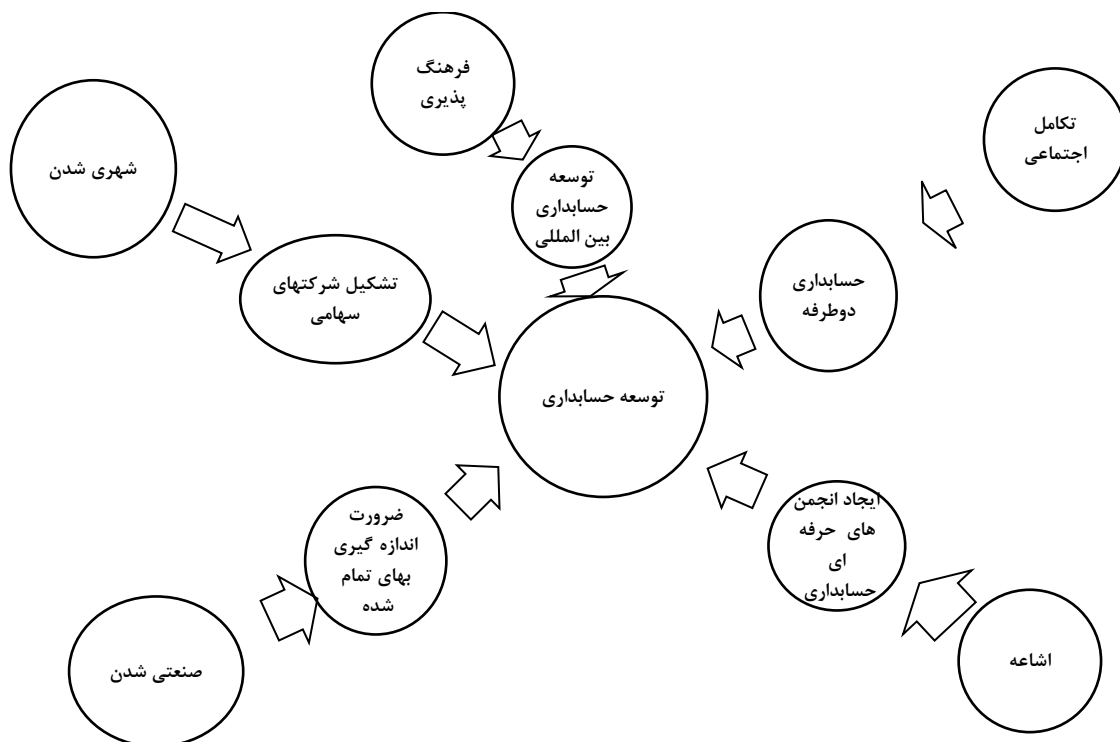 فرهنگ
پذیری
تکامل
اجتماعی
شهری شدن
توسعه
حسابداری
بین المللی
تشکیل شرکتهای
سهامی
حسابداری
دوطرفه
توسعه حسابداری
ضرورت
اندازه گیری
بهای تمام
شده
ایجاد انجمن
های حرفه
ای
حسابداری
صنعتی شدن
اشاعه